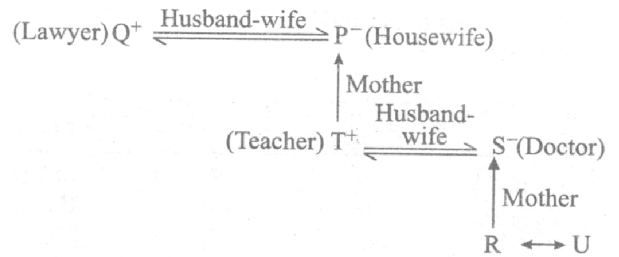 Husband-wife
(Lawyer) Q⁺ P⁻ (Housewife)
Mother
Husband-
wife
(Teacher) T⁺ S⁻(Doctor)
Mother
R ↔ U